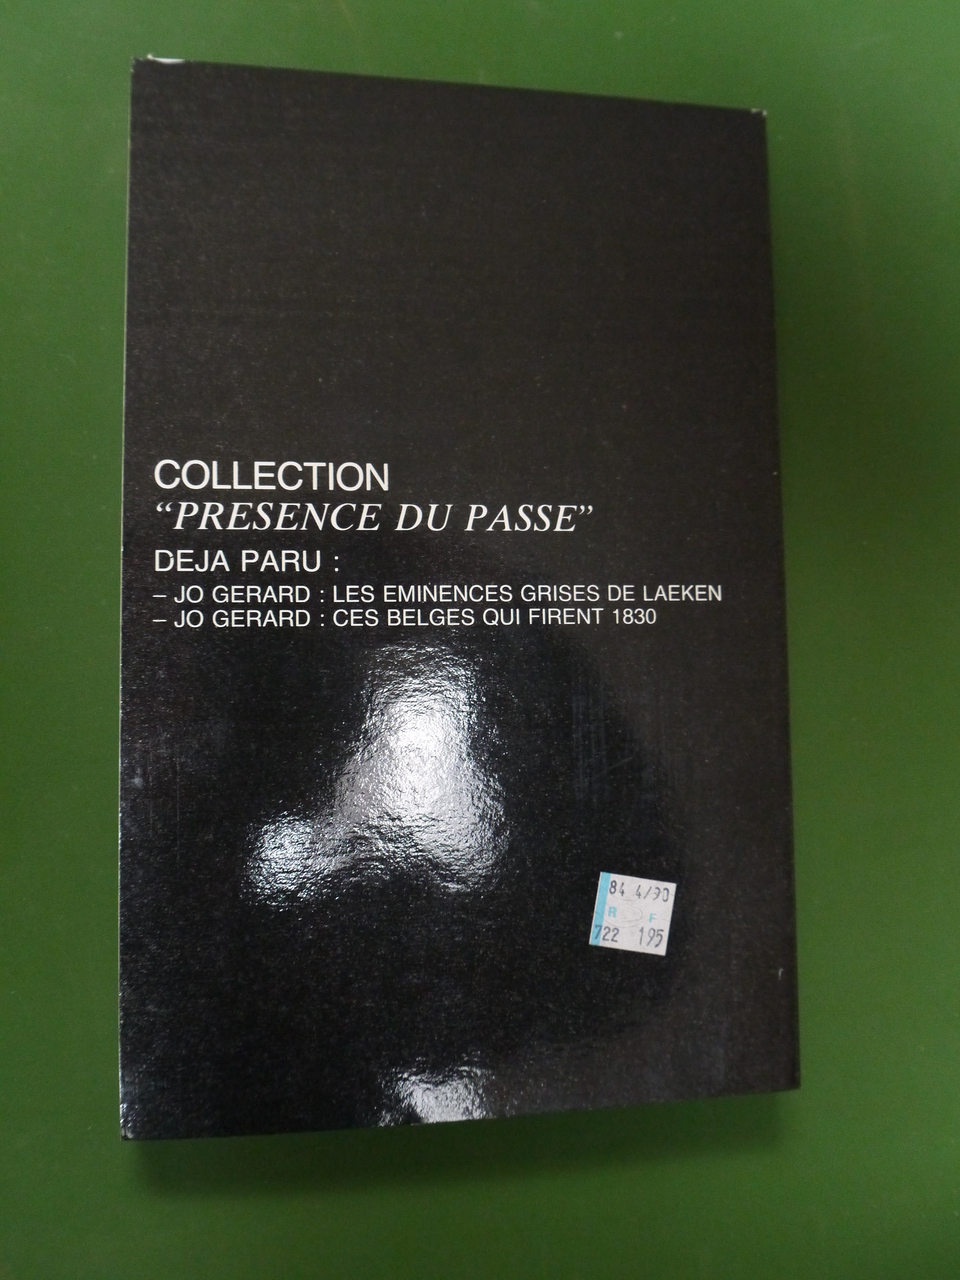 COLLECTION
“PRESENCE DU PASSE”
DEJA PARU :
– JO GERARD : LES EMINENCES GRISES DE LAEKEN
– JO GERARD : CES BELGES QUI FIRENT 1830
84 4/90
R F
722 195